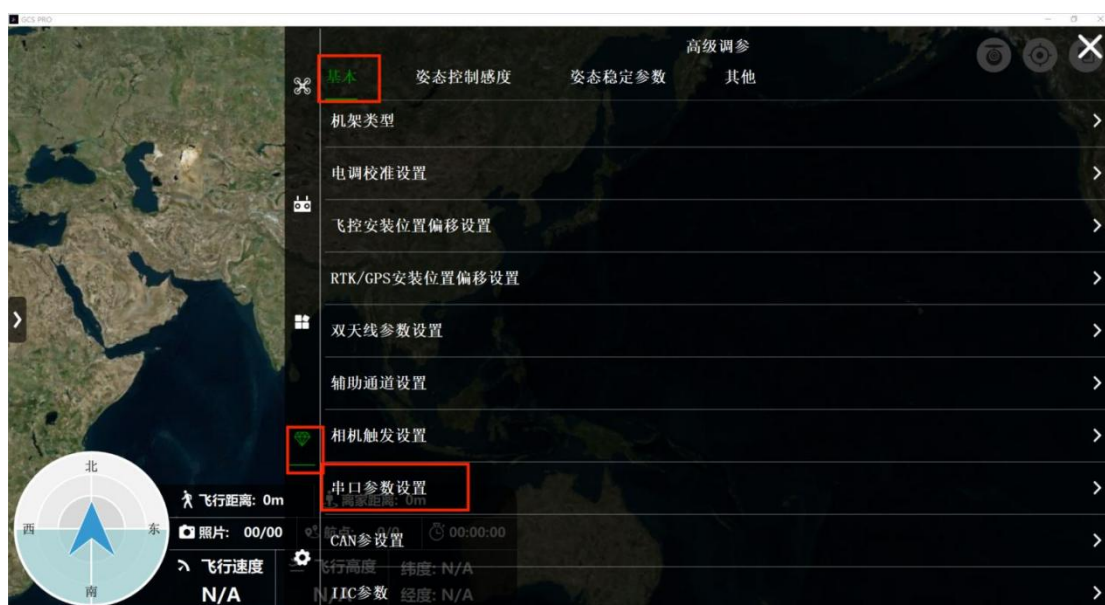 GCS PRO
高级调参
基本 姿态控制感度 姿态稳定参数 其他
机架类型
电调校准设置
飞控安装位置偏移设置
RTK/GPS安装位置偏移设置
双天线参数设置
辅助通道设置
相机触发设置
串口参数设置
CAN参设置
IIC参数
北
西
东
南
飞行距离: 0m
离家距离: 0m
照片: 00/00
航点: 0/0
00:00:00
飞行速度
N/A
飞行高度
N/A
纬度: N/A
经度: N/A